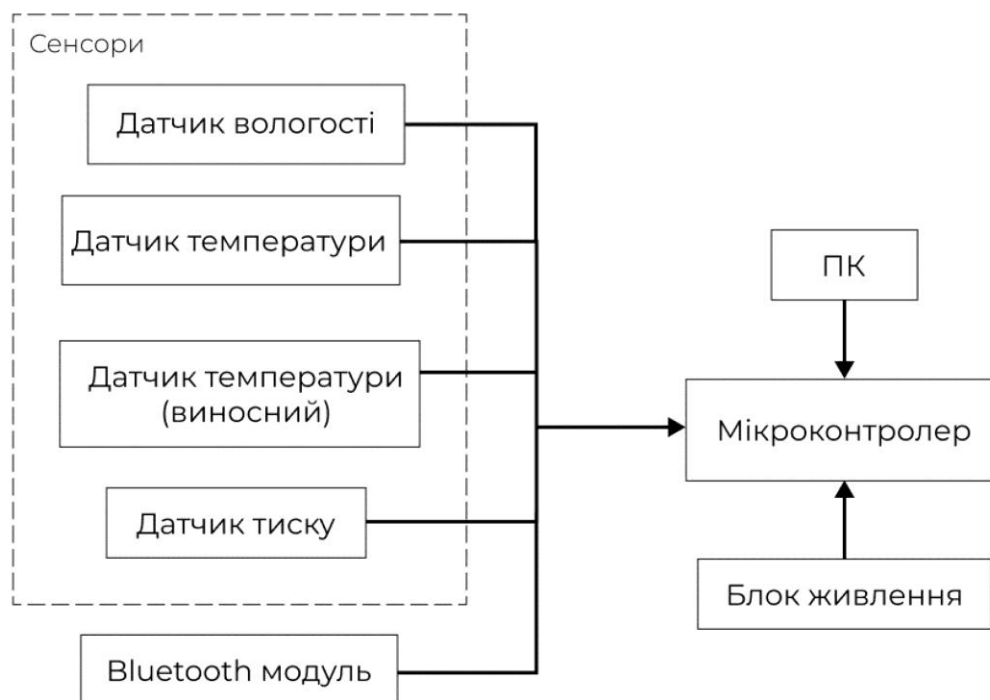 Сенсори
Датчик вологості
Датчик температури
Датчик температури
(виносний)
Датчик тиску
Bluetooth модуль
ПК
Мікроконтролер
Блок живлення